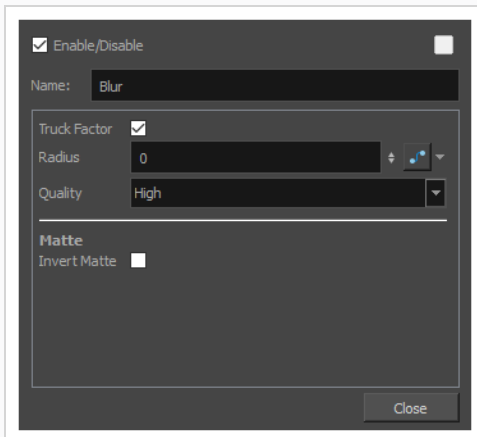 Enable/Disable
Name: Blur
Truck Factor
Radius 0
Quality High
Matte
Invert Matte
Close